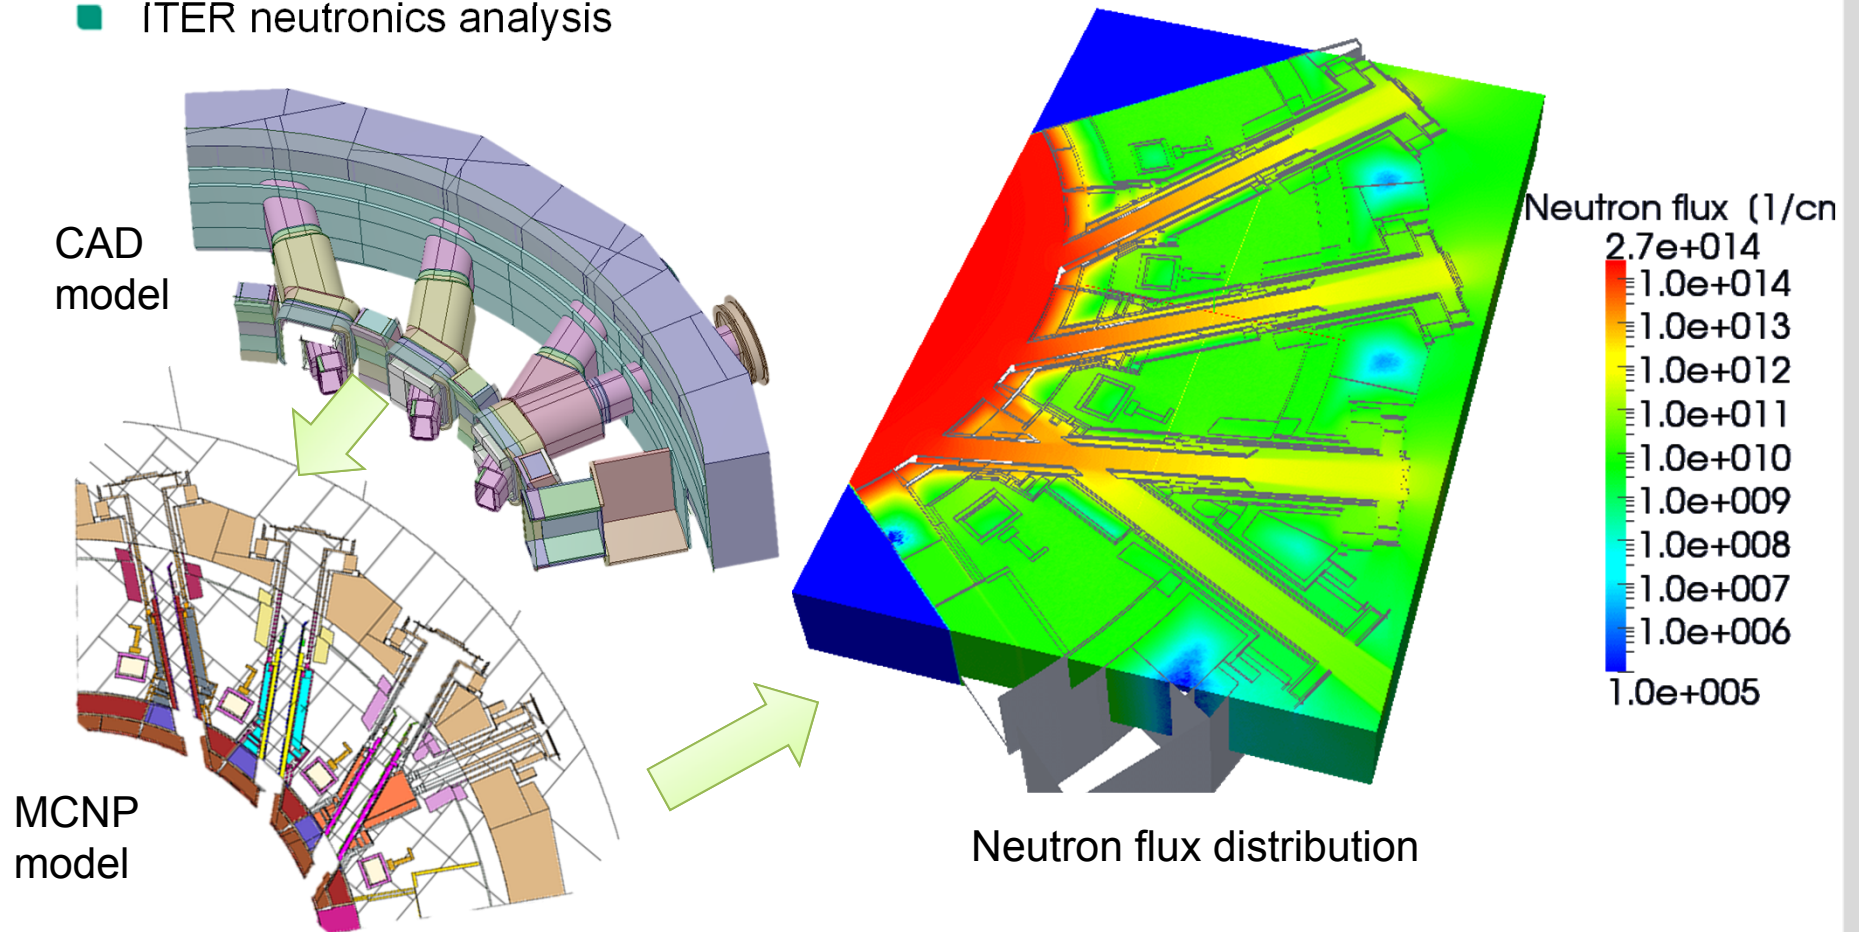 ITER neutronics analysis
CAD
model
MCNP
model
Neutron flux (1/cm
2.7e+014
1.0e+014
1.0e+013
1.0e+012
1.0e+011
1.0e+010
1.0e+009
1.0e+008
1.0e+007
1.0e+006
1.0e+005
Neutron flux distribution